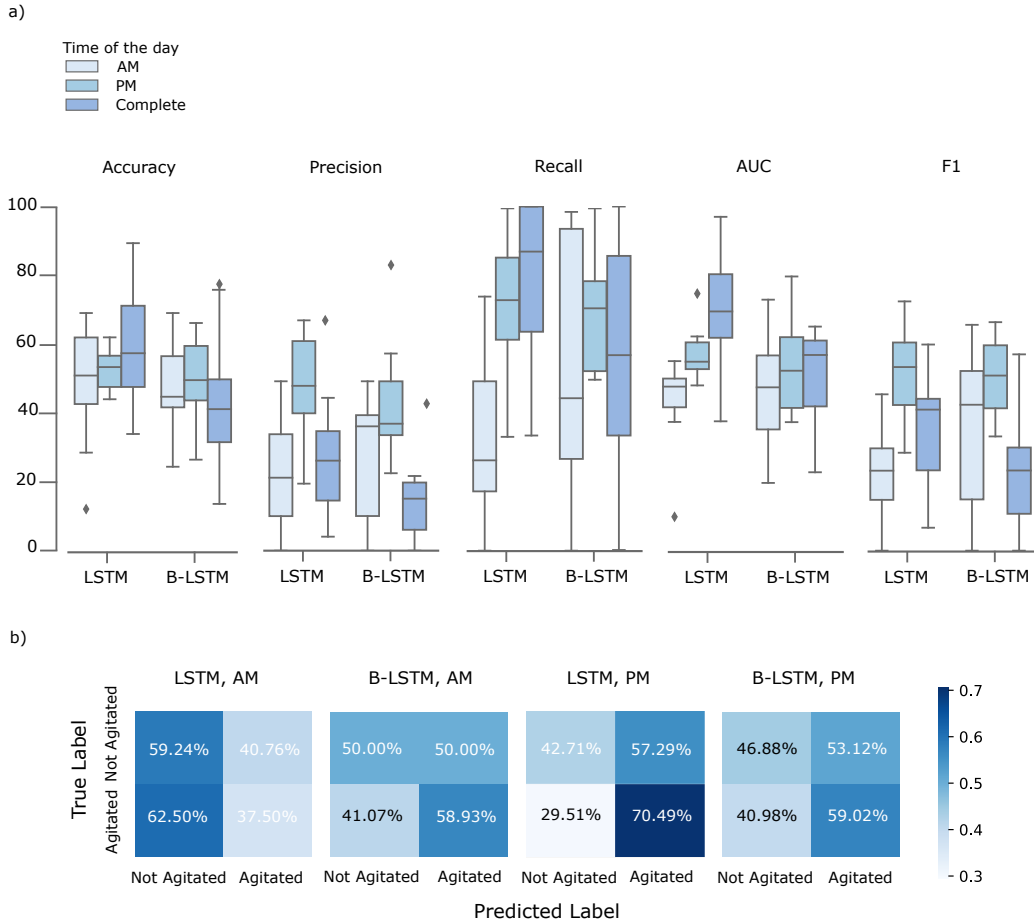 a)
Time of the day
AM
PM
Complete
Accuracy Precision Recall AUC F1
100
80
60
40
20
0
LSTM B-LSTM LSTM B-LSTM LSTM B-LSTM LSTM B-LSTM LSTM B-LSTM
b)
LSTM, AM B-LSTM, AM LSTM, PM B-LSTM, PM
True Label
Not Agitated
Agitated
59.24% 40.76% 50.00% 50.00% 42.71% 57.29% 46.88% 53.12%
62.50% 37.50% 41.07% 58.93% 29.51% 70.49% 40.98% 59.02%
Not Agitated Agitated Not Agitated Agitated Not Agitated Agitated Not Agitated Agitated
Predicted Label
0.7
0.6
0.5
0.4
0.3